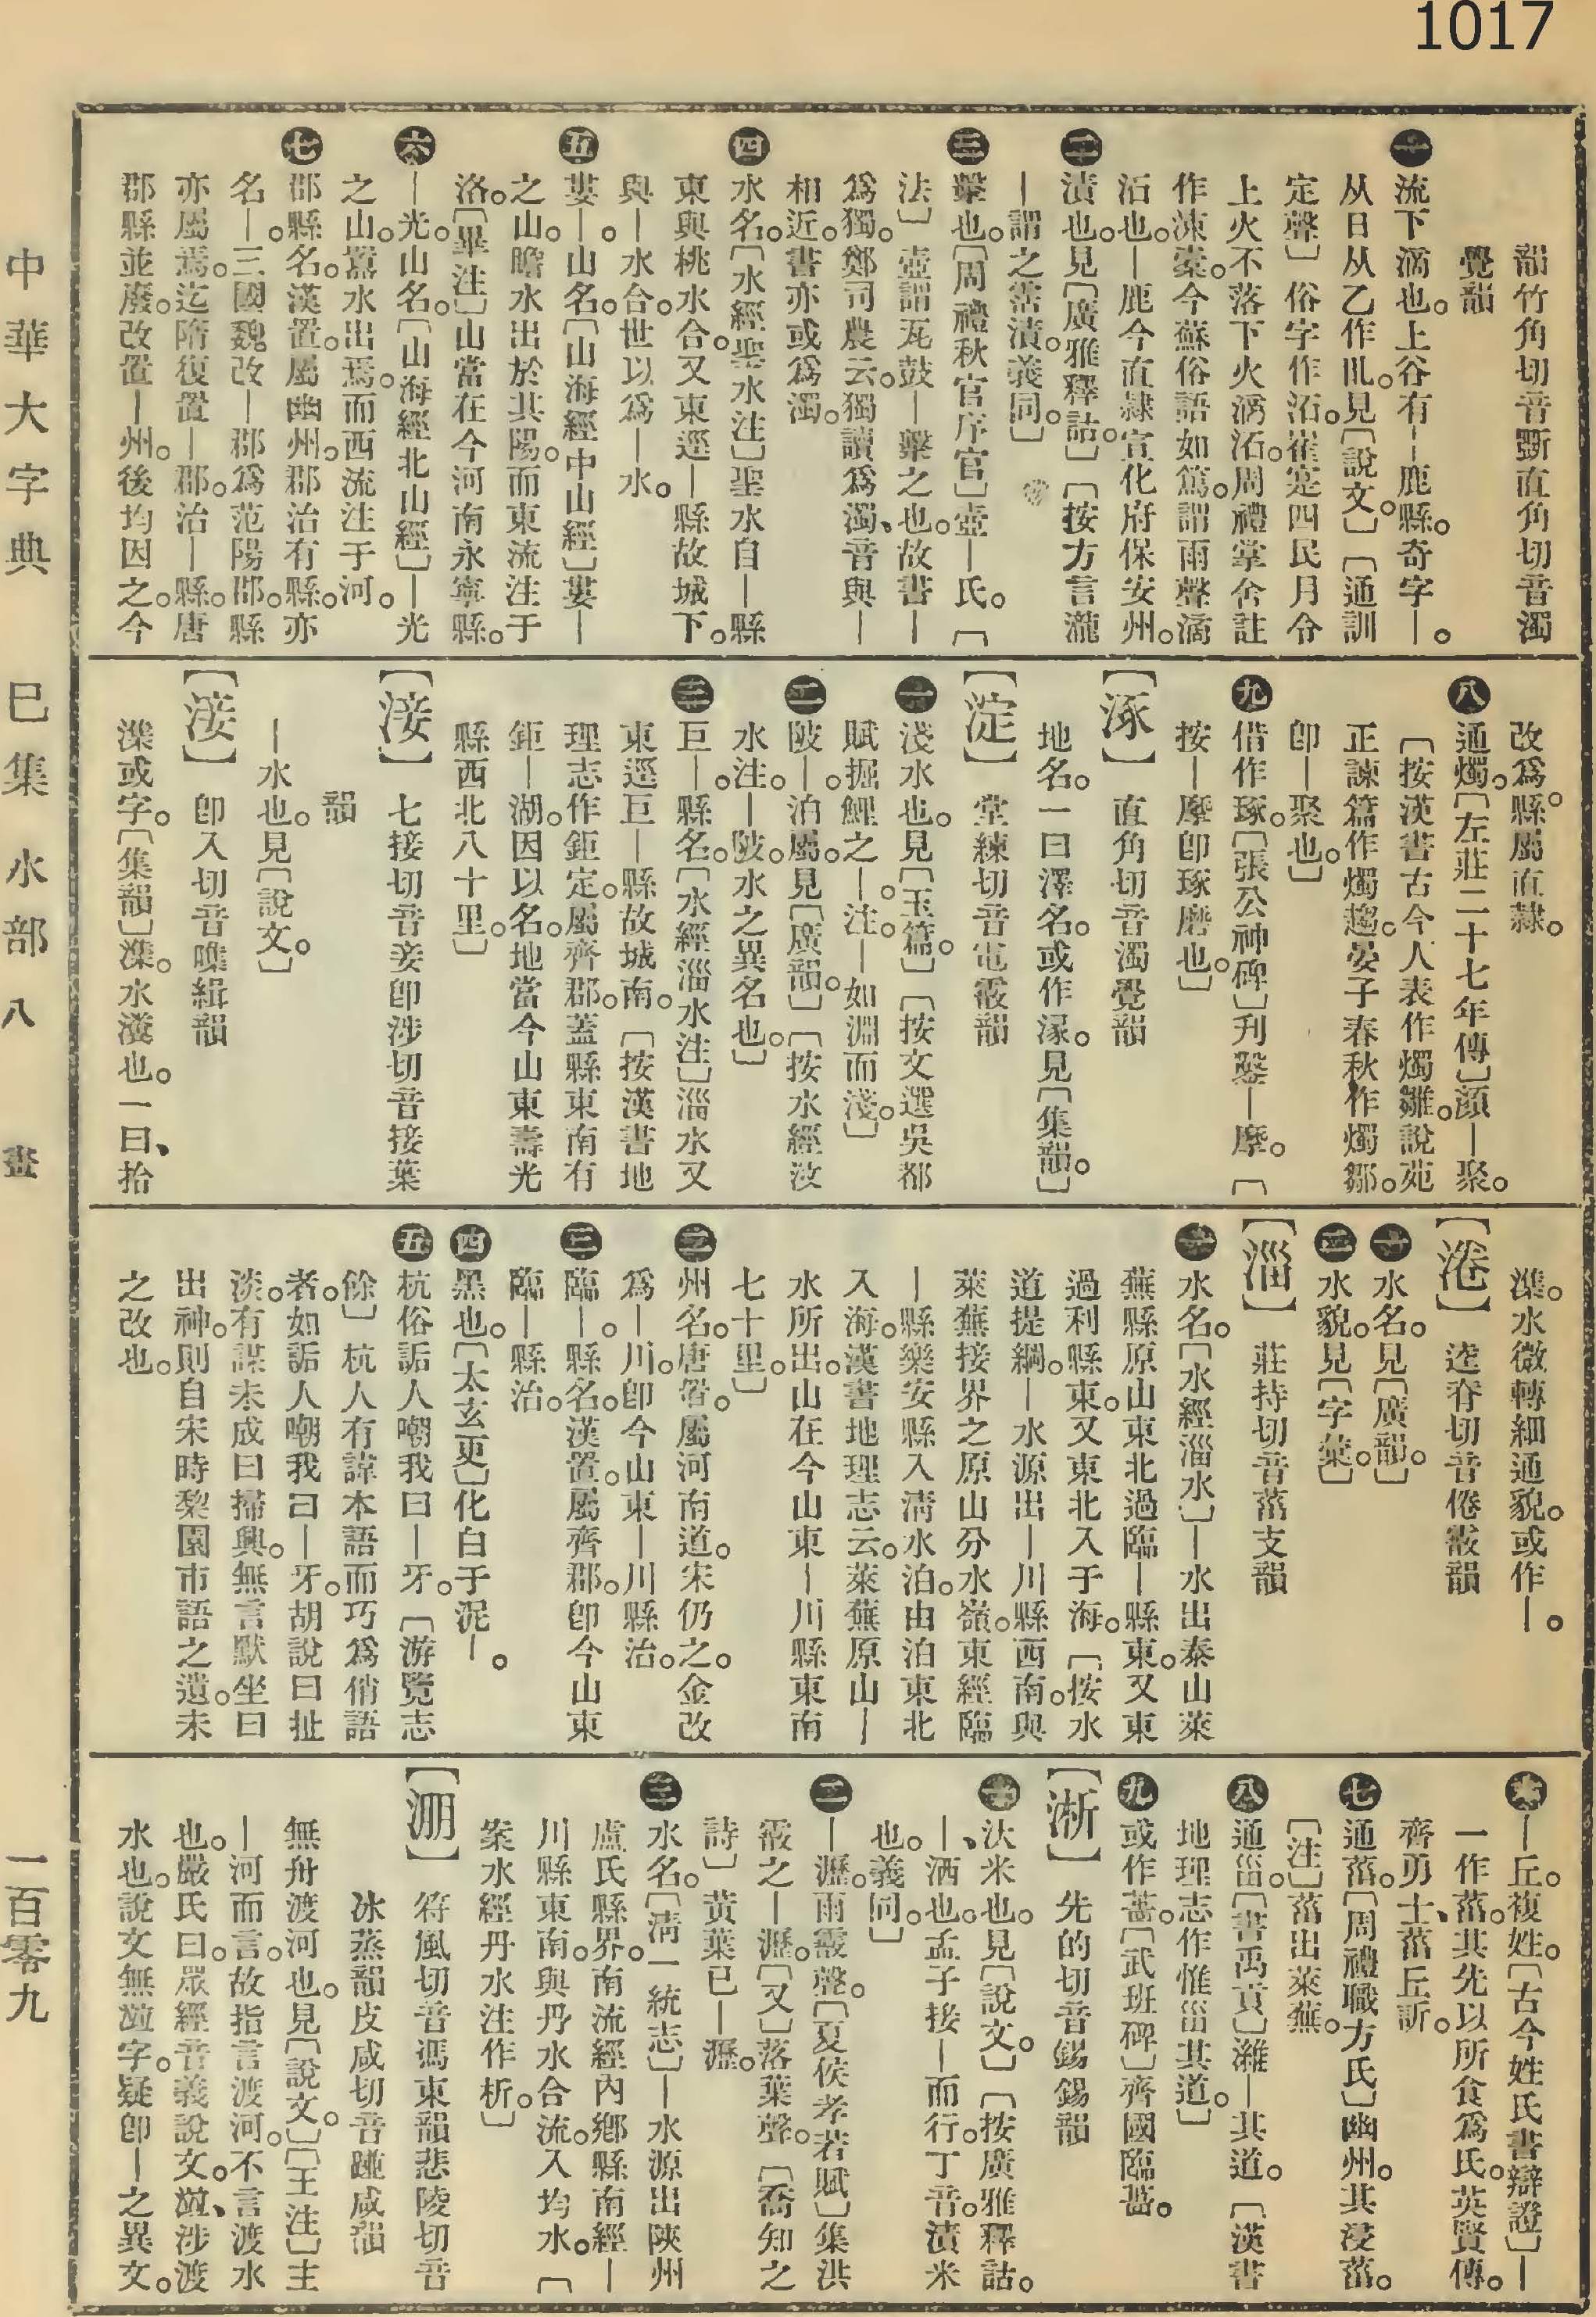 1017
韻竹角切音斲直角切音濁
覺韻
一流下滴也。上谷有—鹿縣。奇字—。
从日从乙作𣱂。見〔說文。〕〔通訓
定聲〕俗字作沰。崔寔四民月令
上火不落下火滴沰。周禮掌舍註
作涷橐。今蘇俗語如篤。謂雨聲滴
沰也。—鹿今直隸宣化府保安州。
二漬也。見〔廣雅釋詁。〕〔按方言瀧
—謂之霑漬。義同。〕
三擊也。〔周禮秋官序官〕壺—氏。〔
法〕壺謂瓦鼓—擊之也。故書—
爲獨。鄭司農云。獨讀爲濁、音與—
相近。書亦或爲濁。
四水名。〔水經聖水注〕聖水自—縣
東與桃水合。又東逕—縣故城下。
與—水合。世以爲—水。
五婁—。山名。〔山海經中山經〕婁—
之山。瞻水出於其陽。而東流注于
洛。〔畢注〕山當在今河南永寧縣。
六—光。山名。〔山海經北山經〕—光
之山。囂水出焉。而西流注于河。
七郡縣名。漢置。屬幽州。郡治有縣。亦
名—。三國魏改—郡爲范陽郡。縣
亦屬焉。迄隋復置—郡。治—縣。唐
郡縣並廢。改置—州。後均因之。今
改爲縣。屬直隸。
八通燭。〔左莊二十七年傳〕顏—聚。
〔按漢書古今人表作燭雛。說苑
正諫篇作燭趨。晏子春秋作燭鄒。
卽—聚也。〕
九借作琢。〔張公神碑〕刋鑿—摩。〔
按—摩卽琢磨也。〕
〔涿〕直角切音濁覺韻
地名。一曰澤名。或作㴼。見〔集韻。〕
〔淀〕堂練切音電霰韻
一淺水也。見〔玉篇。〕〔按文選吳都
賦掘鯉之—。注。—如淵而淺。〕
二陂—。泊屬。見〔廣韻。〕〔按水經汶
水注。—陂。水之異名也。〕
三巨—。縣名。〔水經淄水注〕淄水又
東逕巨—縣故城南。〔按漢書地
理志作鉅定。屬齊郡。蓋縣東南有
鉅—湖。因以名。地當今山東壽光
縣西北八十里。〕
〔淁〕七接切音妾卽涉切音接葉
韻
—水也。見〔說文。〕
〔淁〕卽入切音㗱緝韻
㵵或字。〔集韻〕㵵。水濆也。一曰、拾
㵵。水微轉細通貌。或作—。
〔淃〕逵眷切音倦霰韻
一水名。見〔廣韻。〕
二水貌。見〔字彙。〕
〔淄〕莊持切音菑支韻
一水名。〔水經淄水〕—水出泰山萊
蕪縣原山東北過臨—縣東。又東
過利縣東。又東北入于海。〔按水
道提綱。—水源出—川縣西南。與
萊蕪接界之原山分水嶺。東經臨
—縣樂安縣入淸水泊。由泊東北
入海。漢書地理志云。萊蕪原山—
水所出。山在今山東—川縣東南
七十里。〕
二州名。唐置。屬河南道。宋仍之。金改
爲—川。卽今山東—川縣治。
三臨—。縣名。漢置。屬齊郡。卽今山東
臨—縣治。
四黑也。〔太玄更〕化白于泥—。
五杭俗詬人嘲我曰—牙。〔游覽志
餘〕杭人有諱本語而巧爲俏語
者。如詬人嘲我曰—牙。胡說曰扯
淡。有謀未成曰掃興。無言默坐曰
出神。則自宋時棃園市語之遺。未
之改也。
六—丘。複姓。〔古今姓氏書辯證〕—
一作菑。其先以所食爲氏。英賢傳。
齊勇士、菑丘訢。
七通菑。〔周禮職方氏〕幽州。其浸菑。
〔注〕菑出萊蕪。
八通甾。〔書禹貢〕濰—其道。〔漢書
地理志作惟甾其道。〕
九或作菑。〔武班碑〕齊國臨菑。
〔淅〕先的切音錫錫韻
一汰米也。見〔說文。〕〔按廣雅釋詁。
—、洒也。孟子接—而行。丁音。漬米
也。義同。〕
二—瀝。雨霰聲。〔夏侯孝若賦〕集洪
霰之—瀝。〔又〕落葉聲。〔喬知之
詩〕黃葉已—瀝。
三水名。〔淸一統志〕—水源出陝州
盧氏縣界。南流經內鄕縣南。經—
川縣東南。與丹水合流。入均水。〔
案水經丹水注作析。〕
〔淜〕符風切音馮東韻悲陵切音
冰蒸韻皮咸切音䟫咸韻
無舟渡河也。見〔說文。〕〔王注〕主
—河而言。故指言渡河。不言渡水
也。嚴氏曰。眾經音義說文。𣶈、涉渡
水也。說文無𣶈字。疑卽—之異文。
中華大字典　巳集水部　八畫　一百零九